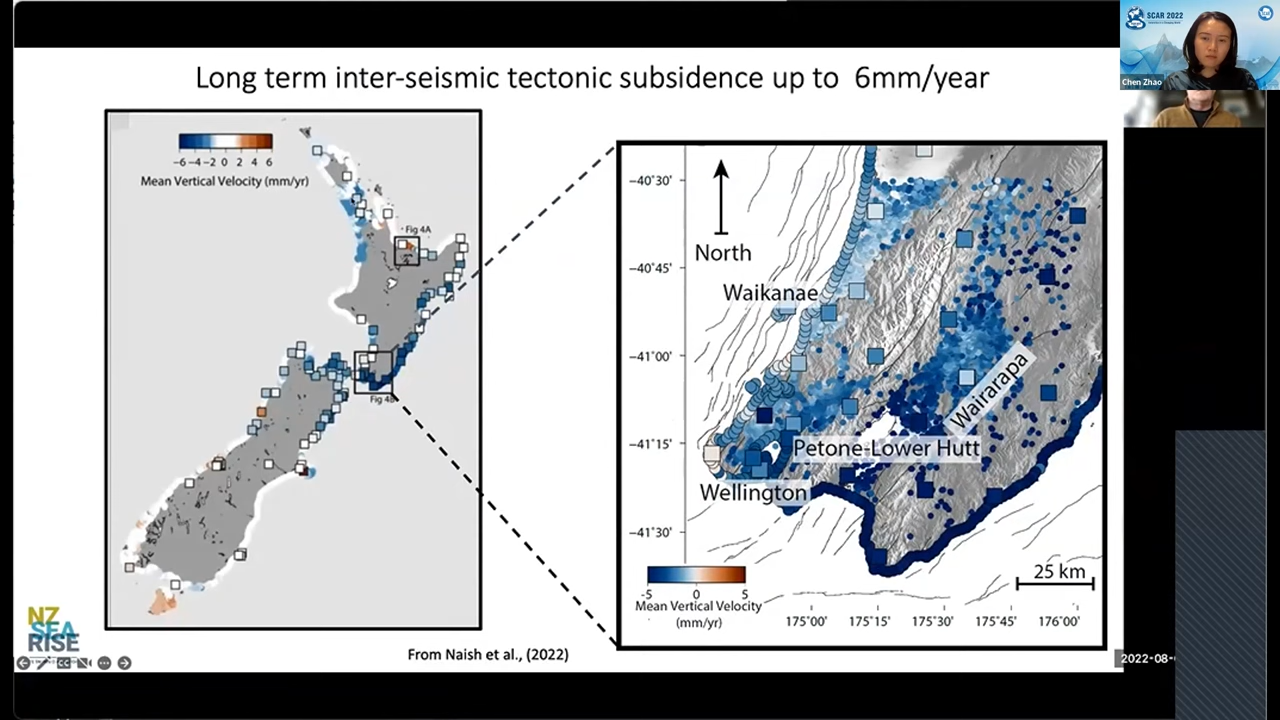 Long term inter-seismic tectonic subsidence up to 6mm/year
SCAR 2022
Chen Zhao
-6 -4 -2 0 2 4 6
Mean Vertical Velocity (mm/yr)
Fig 4A
Fig 4B
−40°30'
−40°45'
−41°00'
−41°15'
−41°30'
North
Waikanae
Wairarapa
Petone-Lower Hutt
Wellington
25 km
-5 0 5
Mean Vertical Velocity
(mm/yr)
175°00' 175°15' 175°30' 175°45' 176°00'
NZ
SEA
RISE
From Naish et al., (2022)
2022-08-